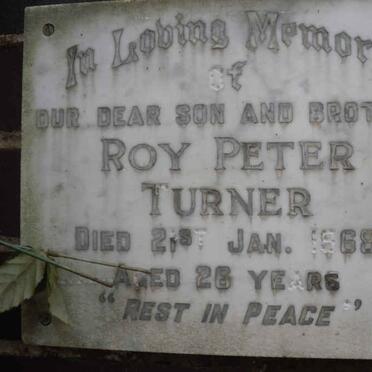 In Loving Memor
of
OUR DEAR SON AND BROT
ROY PETER
TURNER
DIED 21ST JAN. 1968
AGED 26 YEARS
"REST IN PEACE"